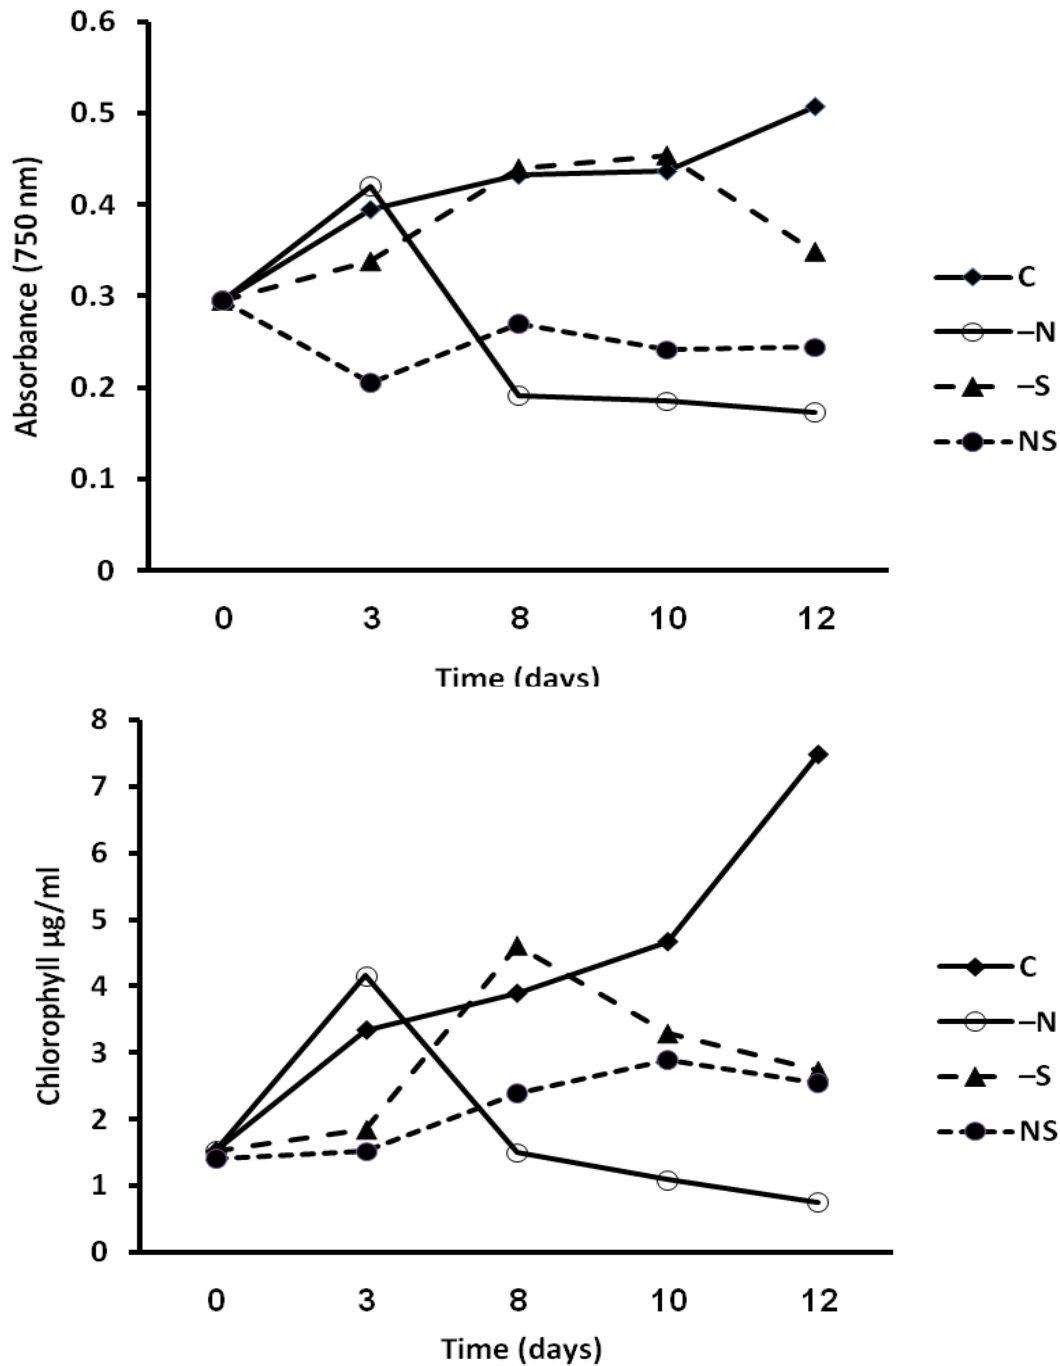 0.6
0.5
0.4
0.3
0.2
0.1
0
Absorbance (750 nm)
0 3 8 10 12
Time (days)
C
–N
–S
NS
8
7
6
5
4
3
2
1
0
Chlorophyll µg/ml
0 3 8 10 12
Time (days)
C
–N
–S
NS